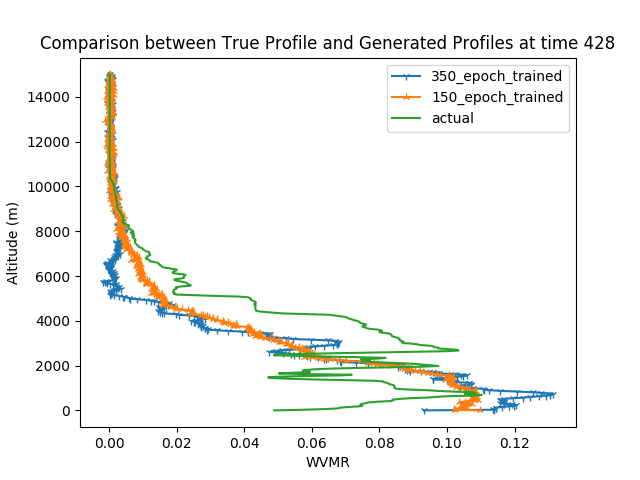 Comparison between True Profile and Generated Profiles at time 428
350_epoch_trained
150_epoch_trained
actual
Altitude (m)
14000
12000
10000
8000
6000
4000
2000
0
0.00 0.02 0.04 0.06 0.08 0.10 0.12
WVMR